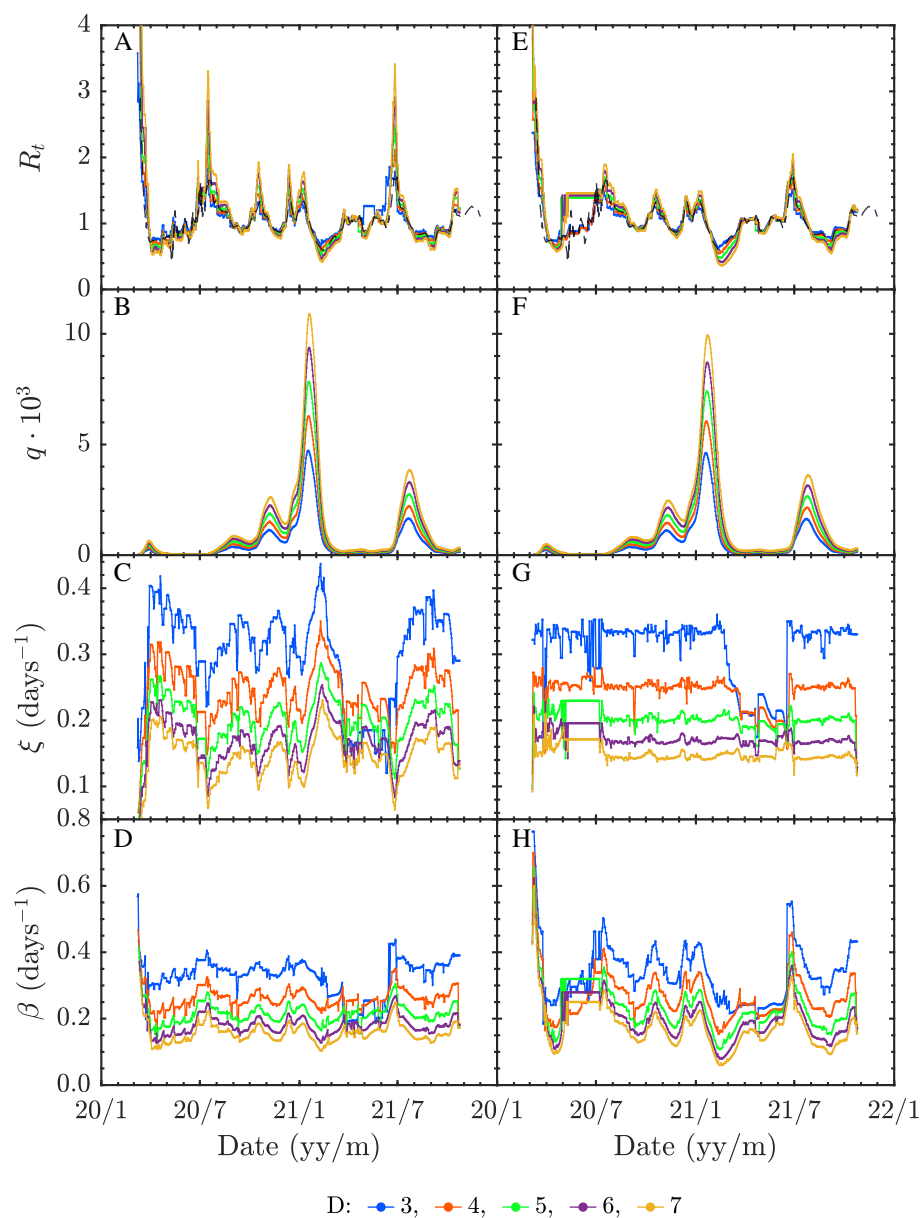 A
E
4
3
2
1
0
R_t
B
F
10
5
0
q · 10³
C
G
0.4
0.3
0.2
0.1
ξ (days⁻¹)
D
H
0.8
0.6
0.4
0.2
0.0
β (days⁻¹)
20/1 20/7 21/1 21/7 20/1 20/7 21/1 21/7 22/1
Date (yy/m) Date (yy/m)
D: 3, 4, 5, 6, 7